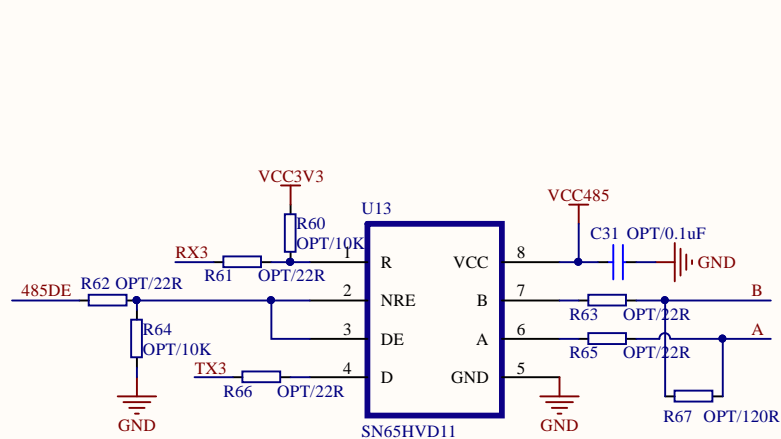 VCC3V3
VCC485
U13
R60
OPT/10K
C31 OPT/0.1uF
RX3
1
R
VCC
8
GND
R61
OPT/22R
485DE
R62 OPT/22R
2
NRE
B
7
B
R63
OPT/22R
R64
OPT/10K
3
DE
A
6
A
R65
OPT/22R
TX3
4
D
GND
5
R66
OPT/22R
R67
OPT/120R
GND
SN65HVD11
GND